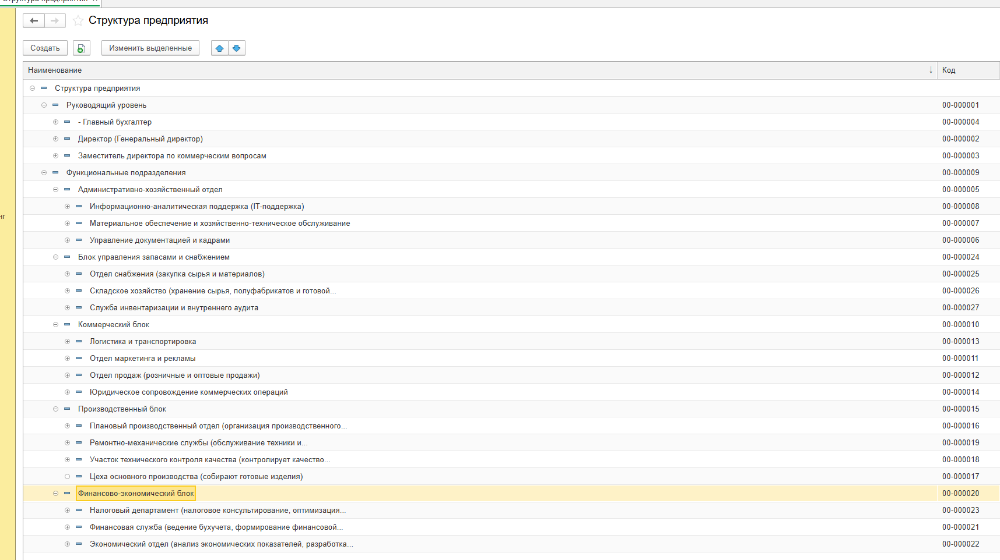 Структура предприятия ×
Структура предприятия
Создать
Изменить выделенные
Наименование ↓ Код
Структура предприятия
Руководящий уровень 00-000001
- Главный бухгалтер 00-000004
Директор (Генеральный директор) 00-000002
Заместитель директора по коммерческим вопросам 00-000003
Функциональные подразделения 00-000009
Административно-хозяйственный отдел 00-000005
Информационно-аналитическая поддержка (IT-поддержка) 00-000008
нг
Материальное обеспечение и хозяйственно-техническое обслуживание 00-000007
Управление документацией и кадрами 00-000006
Блок управления запасами и снабжением 00-000024
Отдел снабжения (закупка сырья и материалов) 00-000025
Складское хозяйство (хранение сырья, полуфабрикатов и готовой... 00-000026
Служба инвентаризации и внутреннего аудита 00-000027
Коммерческий блок 00-000010
Логистика и транспортировка 00-000013
Отдел маркетинга и рекламы 00-000011
Отдел продаж (розничные и оптовые продажи) 00-000012
Юридическое сопровождение коммерческих операций 00-000014
Производственный блок 00-000015
Плановый производственный отдел (организация производственного... 00-000016
Ремонтно-механические службы (обслуживание техники и... 00-000019
Участок технического контроля качества (контролирует качество... 00-000018
Цеха основного производства (собирают готовые изделия) 00-000017
Финансово-экономический блок 00-000020
Налоговый департамент (налоговое консультирование, оптимизация... 00-000023
Финансовая служба (ведение бухучета, формирование финансовой... 00-000021
Экономический отдел (анализ экономических показателей, разработка... 00-000022